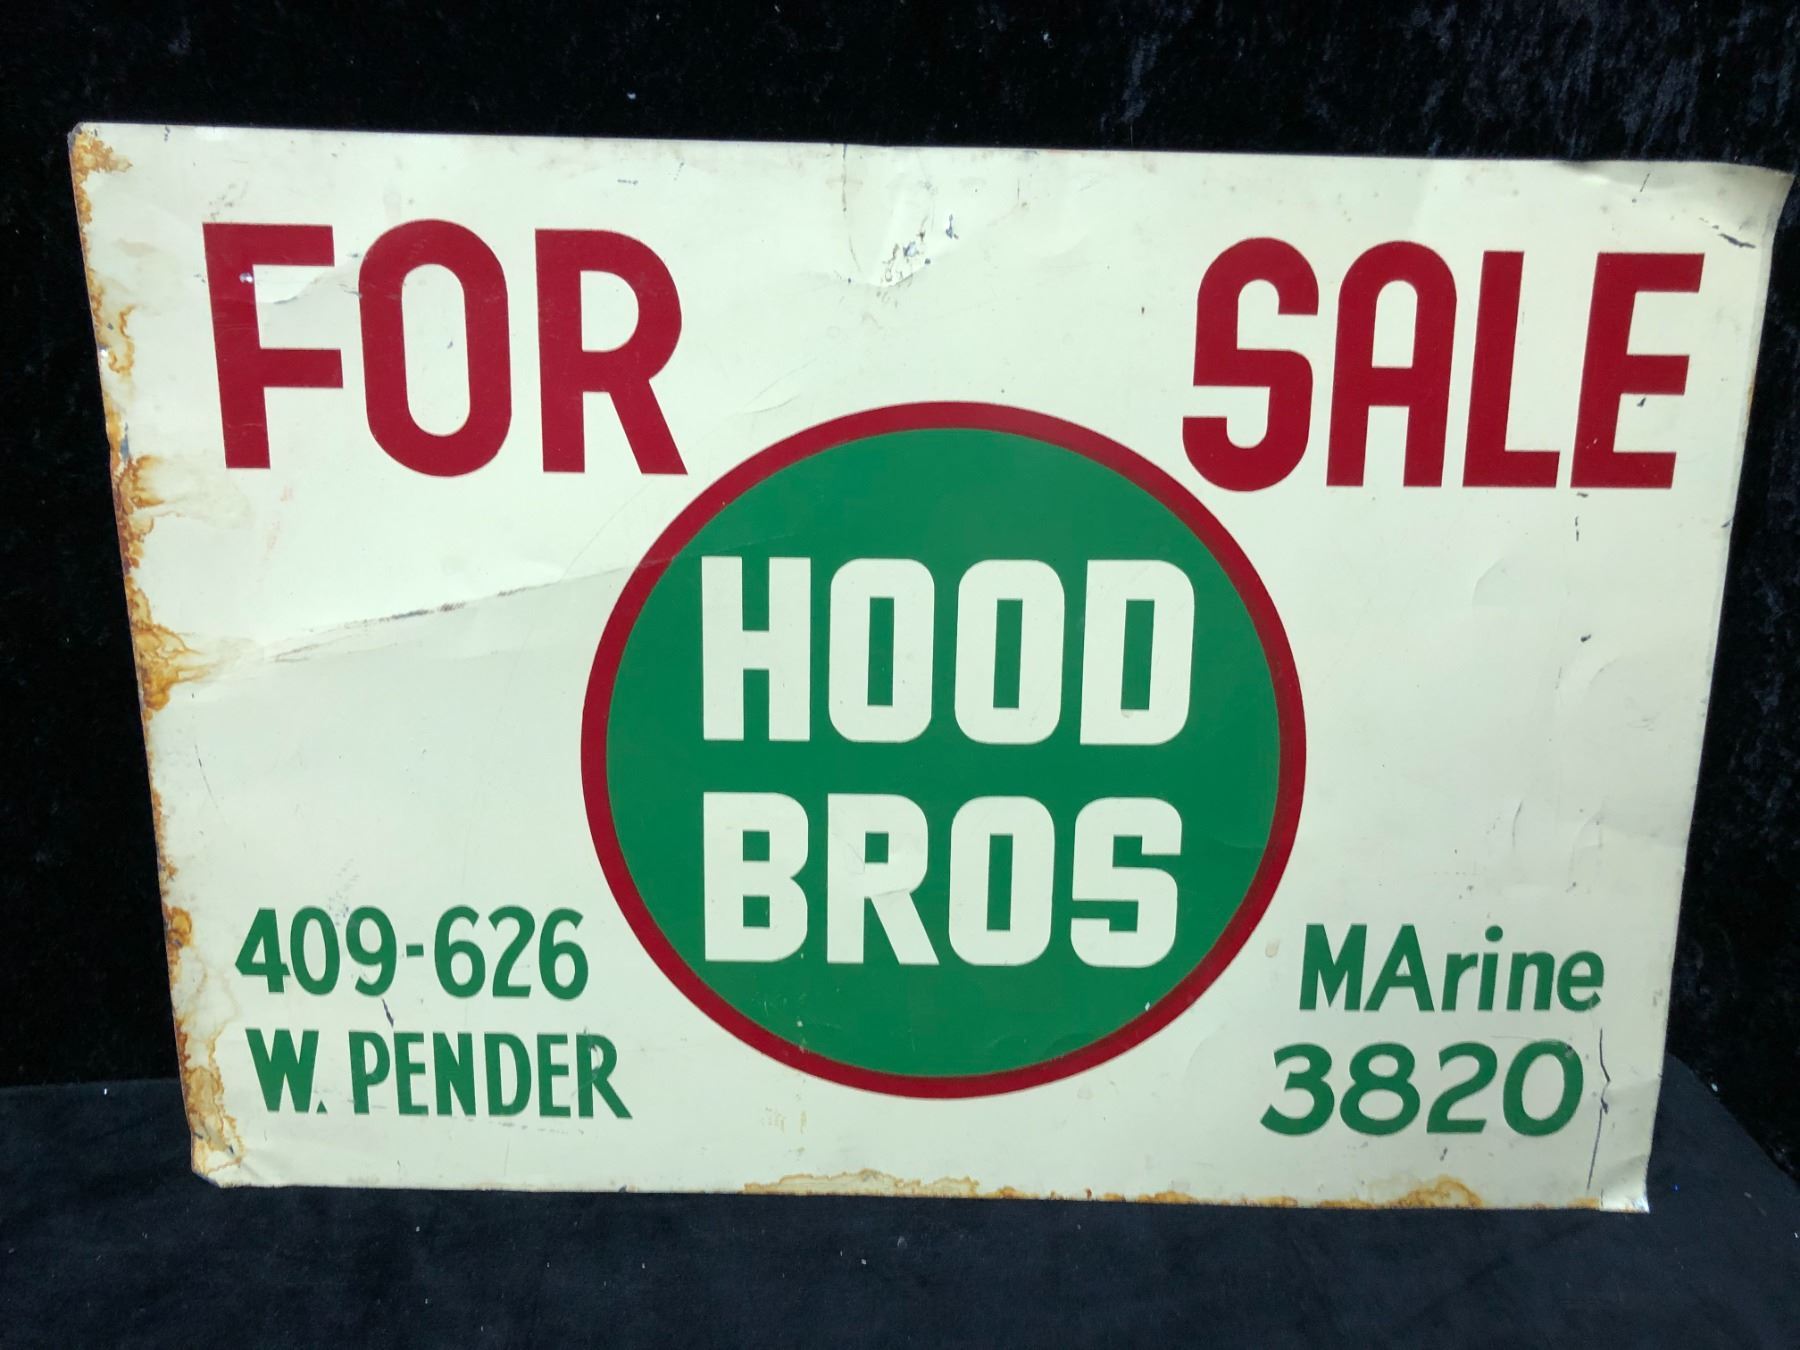 FOR SALE
HOOD
BROS
409-626
W. PENDER
MArine
3820